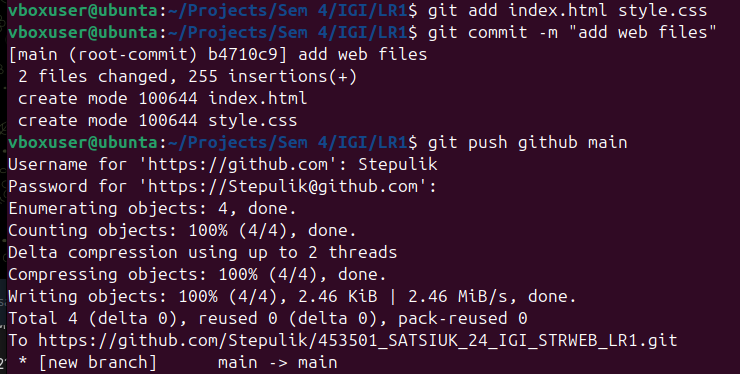 vboxuser@ubuntu:~/Projects/Sem 4/IGI/LR1$ git add index.html style.css
vboxuser@ubuntu:~/Projects/Sem 4/IGI/LR1$ git commit -m "add web files"
[main (root-commit) b4710c9] add web files
 2 files changed, 255 insertions(+)
 create mode 100644 index.html
 create mode 100644 style.css
vboxuser@ubuntu:~/Projects/Sem 4/IGI/LR1$ git push github main
Username for 'https://github.com': Stepulik
Password for 'https://Stepulik@github.com':
Enumerating objects: 4, done.
Counting objects: 100% (4/4), done.
Delta compression using up to 2 threads
Compressing objects: 100% (4/4), done.
Writing objects: 100% (4/4), 2.46 KiB | 2.46 MiB/s, done.
Total 4 (delta 0), reused 0 (delta 0), pack-reused 0
To https://github.com/Stepulik/453501_SATSIUK_24_IGI_STRWEB_LR1.git
 * [new branch]      main -> main